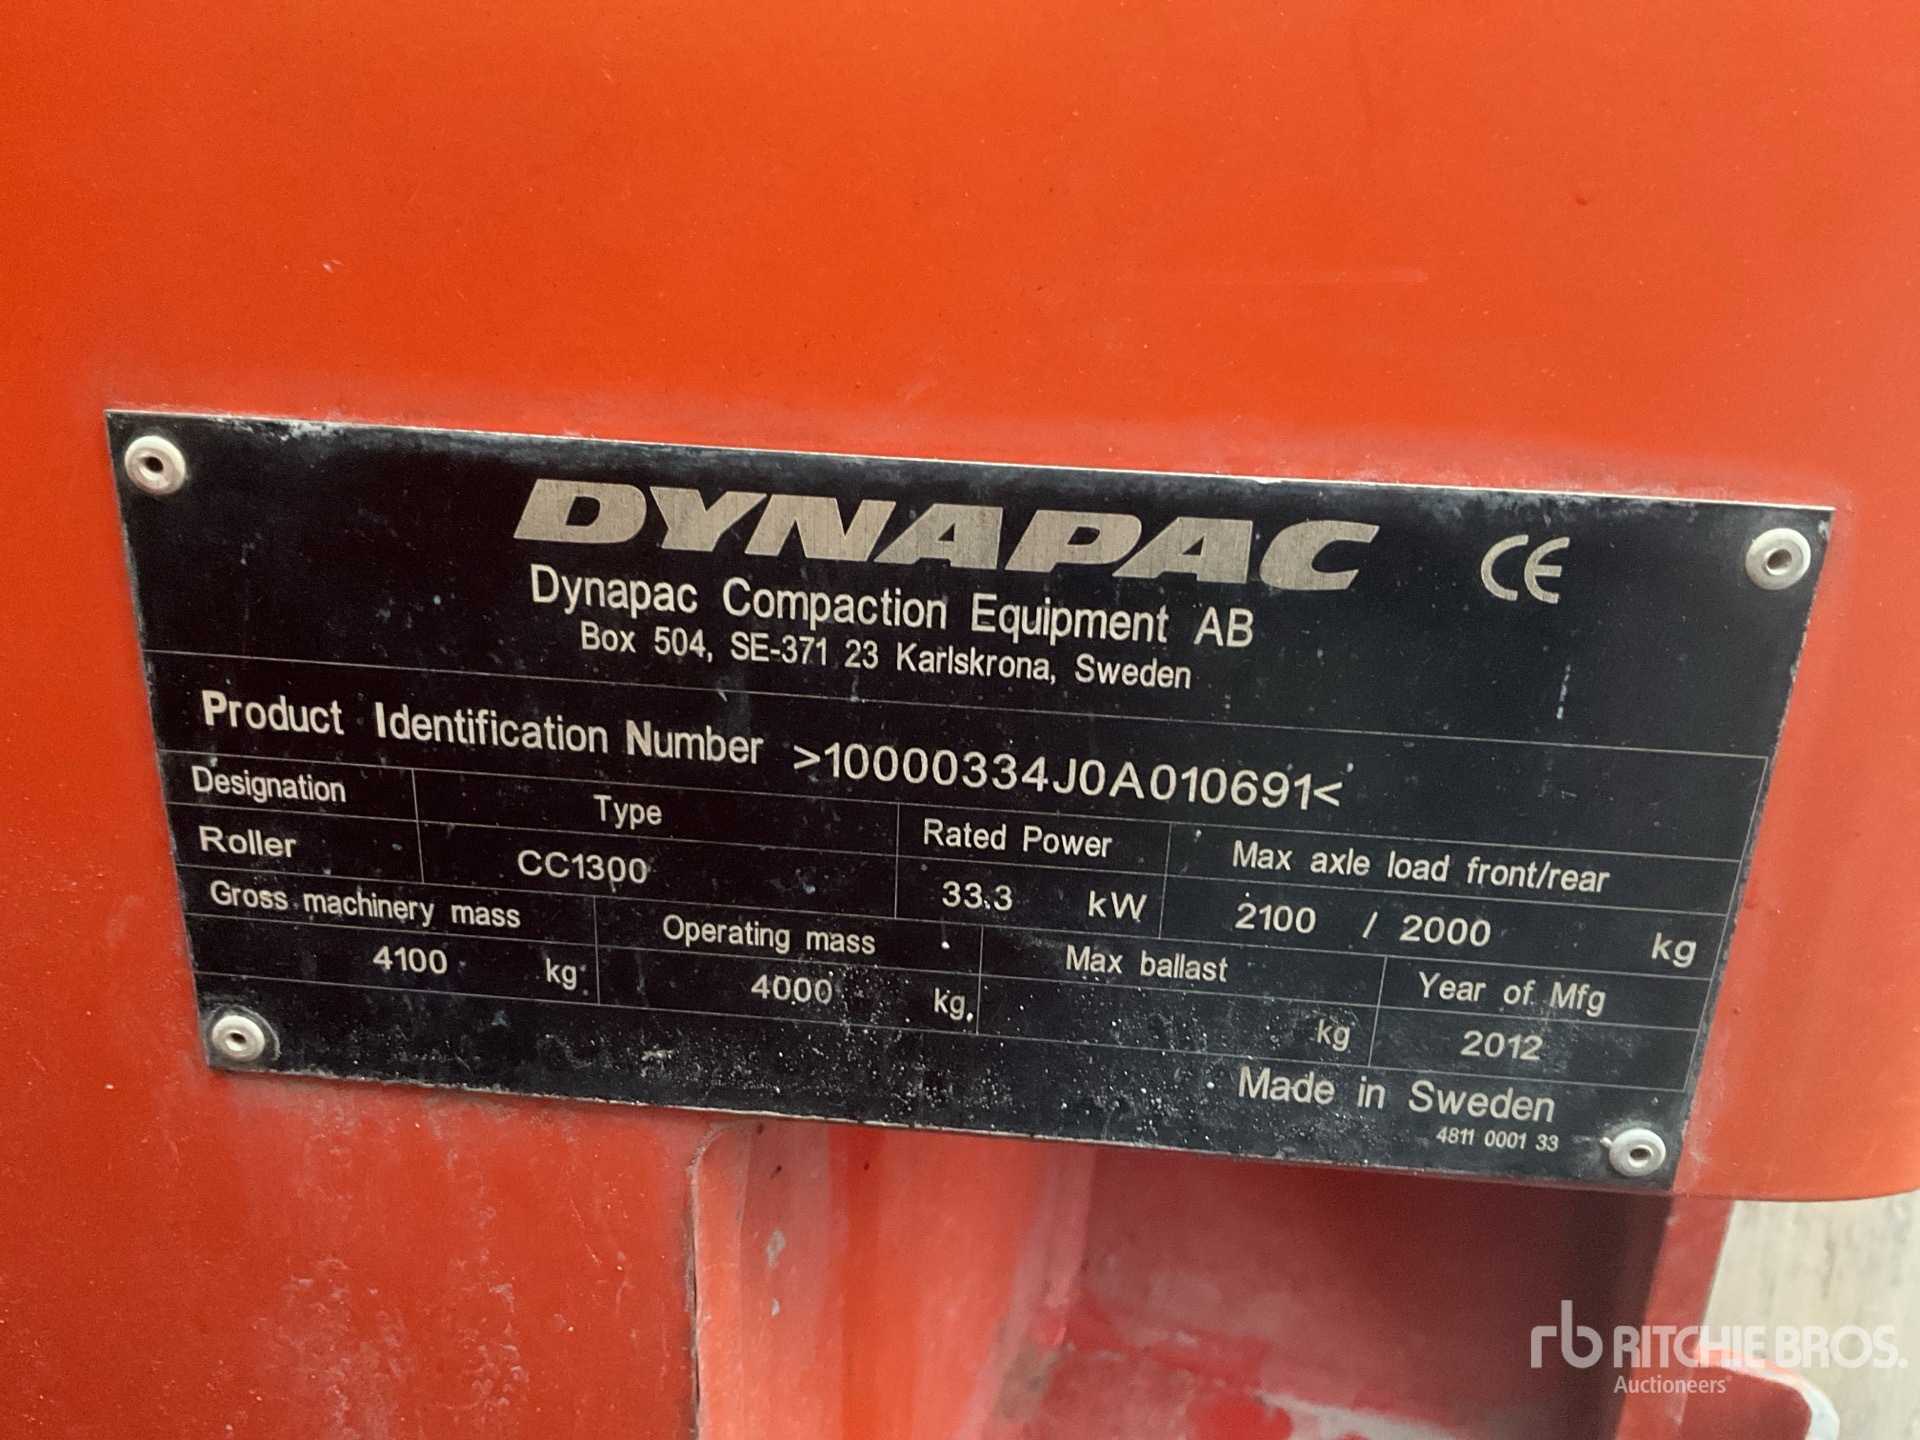 DYNAPAC CE
Dynapac Compaction Equipment AB
Box 504, SE-371 23 Karlskrona, Sweden
Product Identification Number >10000334J0A010691<
Designation Type Rated Power Max axle load front/rear
Roller CC1300 33.3 kW 2100 / 2000 kg
Gross machinery mass Operating mass Max ballast Year of Mfg
4100 kg 4000 kg kg 2012
Made in Sweden
4811 0001 33
rb RITCHIE BROS.
Auctioneers